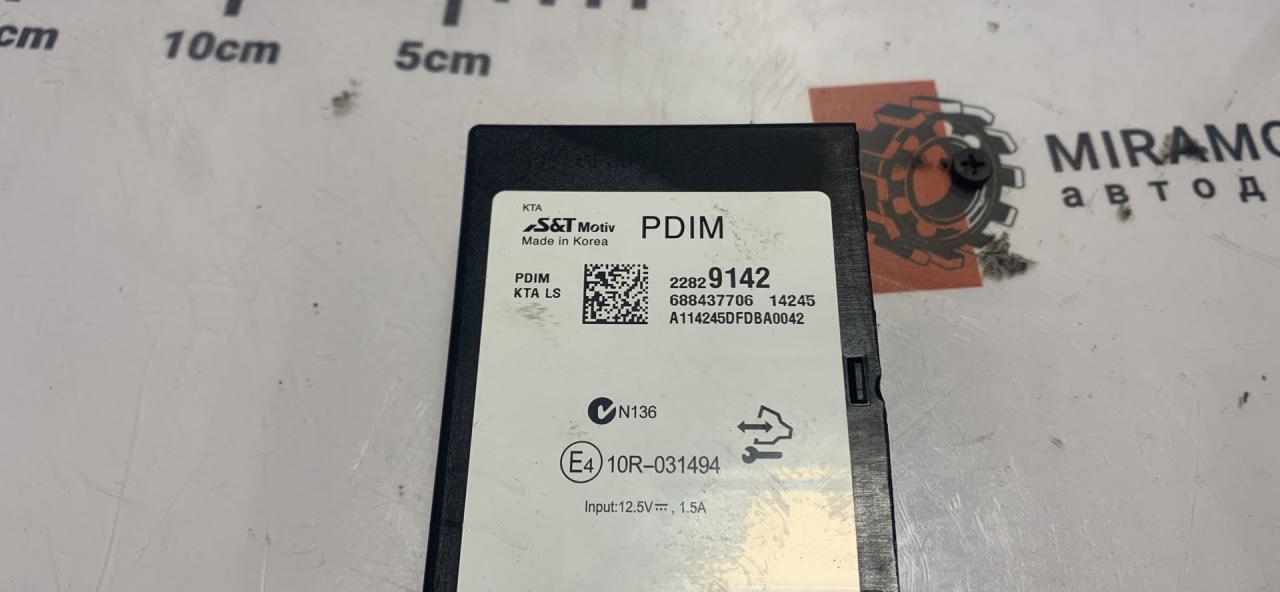 cm
10cm
5cm
MIRAMO
автод
KTA
S&T Motiv
PDIM
Made in Korea
PDIM
KTA LS
22829142
688437706 14245
A114245DFDBA0042
N136
E4 10R-031494
Input:12.5V⎓, 1.5A